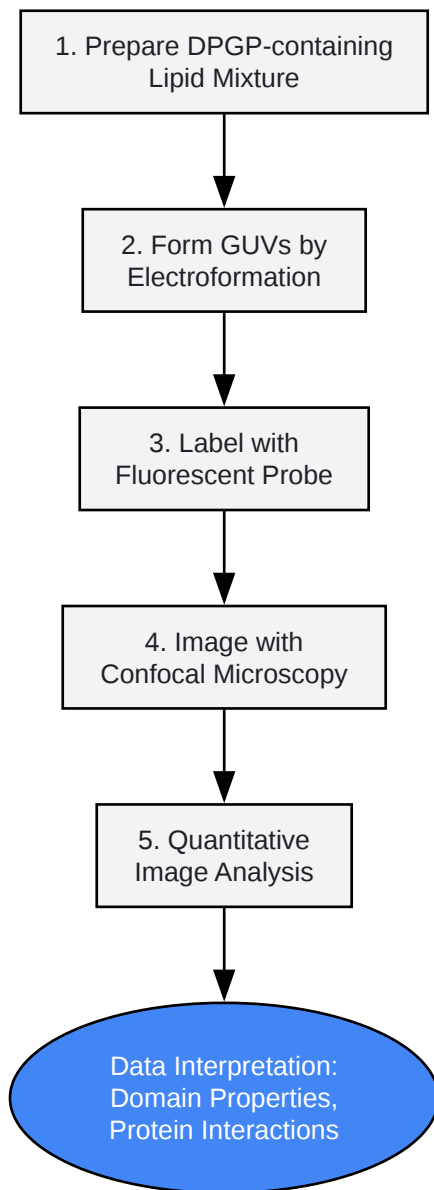 1. Prepare DPGP-containing
Lipid Mixture
2. Form GUVs by
Electroformation
3. Label with
Fluorescent Probe
4. Image with
Confocal Microscopy
5. Quantitative
Image Analysis
Data Interpretation:
Domain Properties,
Protein Interactions